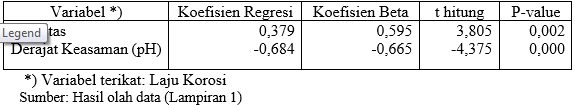 Variabel *) Koefisien Regresi Koefisien Beta t hitung P-value
Legend tas 0,379 0,595 3,805 0,002
Derajat Keasaman (pH) -0,684 -0,665 -4,375 0,000
*) Variabel terikat: Laju Korosi
Sumber: Hasil olah data (Lampiran 1)